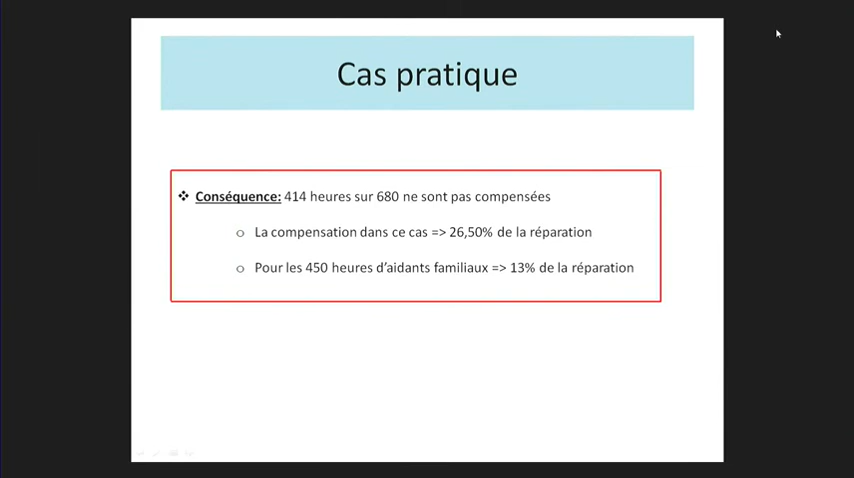 Cas pratique
❖ Conséquence: 414 heures sur 680 ne sont pas compensées
o La compensation dans ce cas => 26,50% de la réparation
o Pour les 450 heures d’aidants familiaux => 13% de la réparation